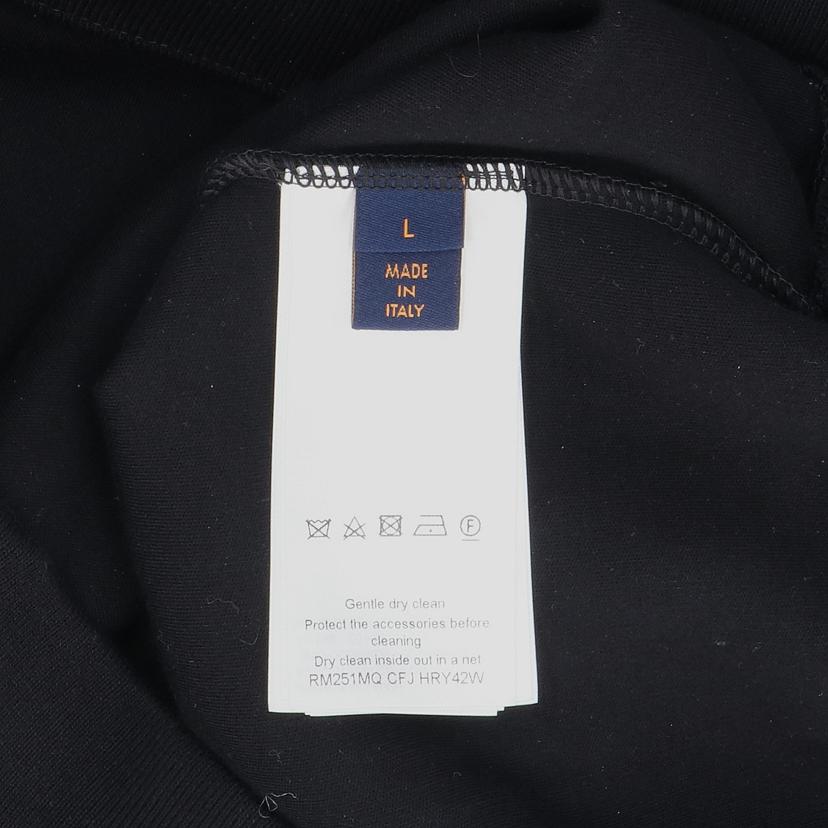 L
MADE
IN
ITALY
F
Gentle dry clean
Protect the accessories before
cleaning
Dry clean inside out in a net
RM251MQ CFJ HRY42W